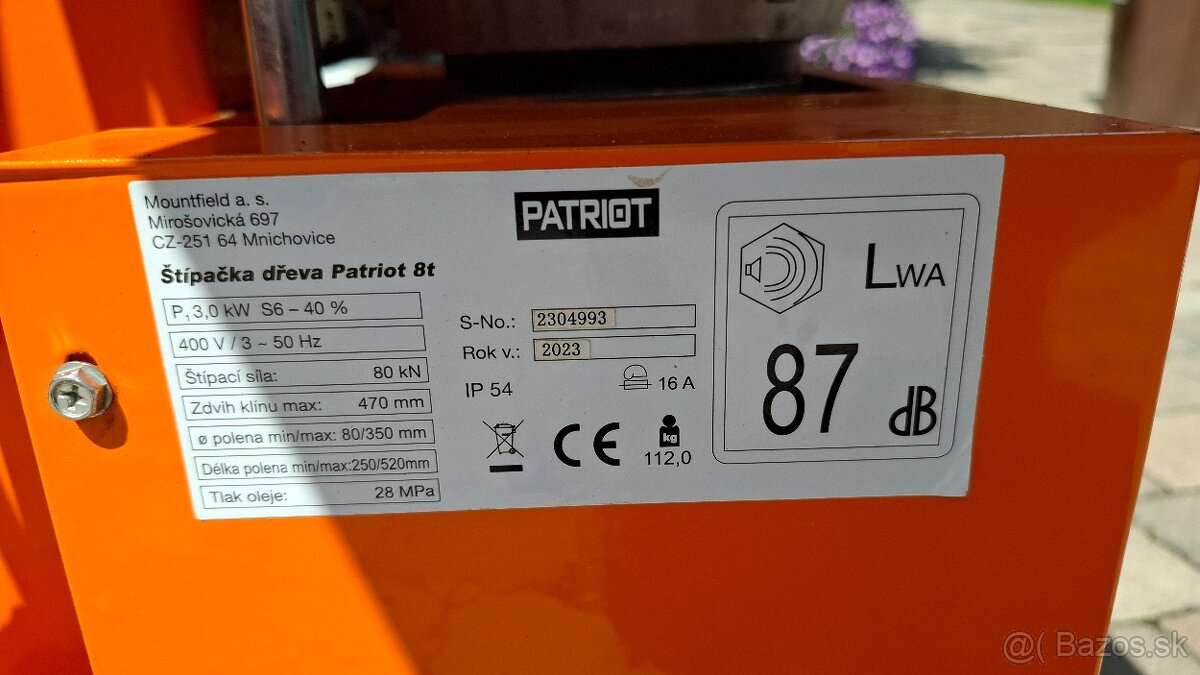 Mountfield a. s.
Mirošovická 697
CZ-251 64 Mnichovice
PATRIOT
Štípačka dřeva Patriot 8t
P₁ 3,0 kW S6 – 40 %
400 V / 3 ~ 50 Hz
Štípací síla: 80 kN
Zdvih klínu max: 470 mm
ø polena min/max: 80/350 mm
Délka polena min/max:250/520mm
Tlak oleje: 28 MPa
S-No.: 2304993
Rok v.: 2023
IP 54
16 A
CE
kg
112,0
LWA
87
dB
@( Bazos.sk